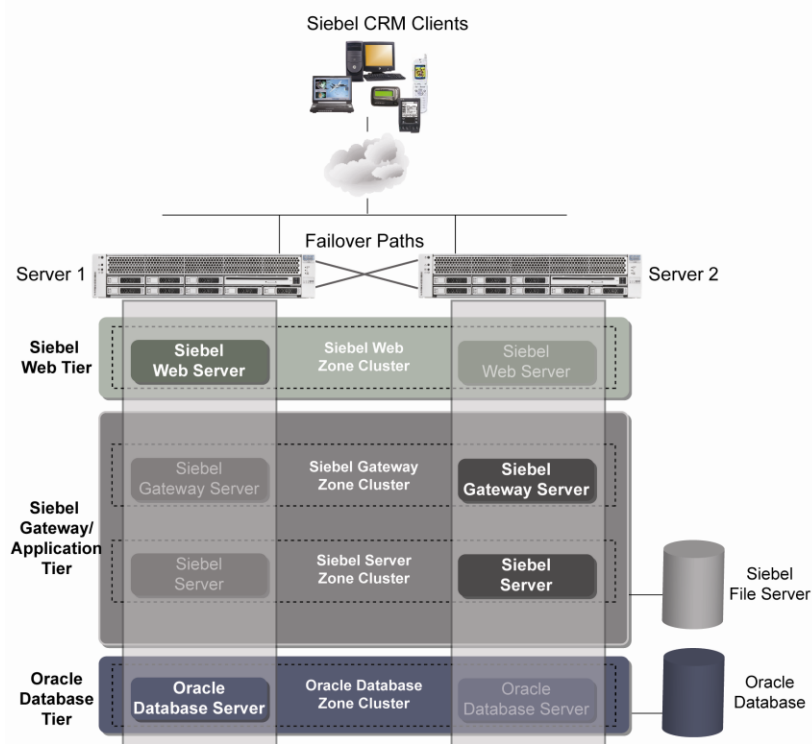 Siebel CRM Clients
Failover Paths
Server 1
Server 2
Siebel
Web Tier
Siebel
Web Server
Siebel Web
Zone Cluster
Siebel
Web Server
Siebel
Gateway/
Application
Tier
Siebel
Gateway Server
Siebel Gateway
Zone Cluster
Siebel
Gateway Server
Siebel
Server
Siebel Server
Zone Cluster
Siebel
Server
Siebel
File Server
Oracle
Database
Tier
Oracle
Database Server
Oracle Database
Zone Cluster
Oracle
Database Server
Oracle
Database